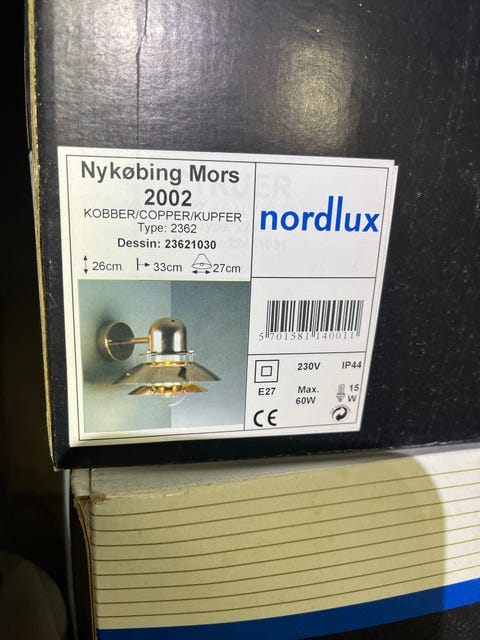 Nykøbing Mors
2002
KOBBER/COPPER/KUPFER
Type: 2362
Dessin: 23621030
26cm 33cm 27cm
nordlux
5 701581 140011
230V IP44
E27 Max. 60W 15 W
CE